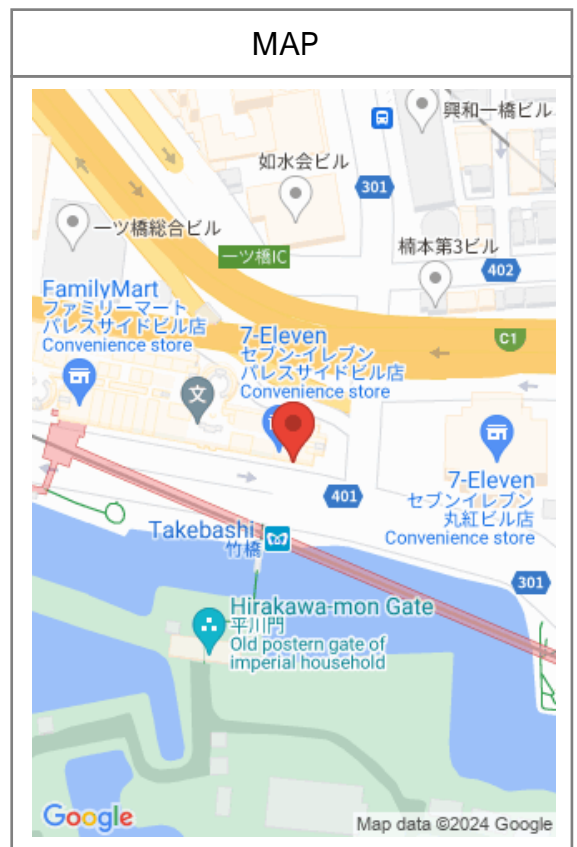 MAP
興和一橋ビル
如水会ビル
301
一ツ橋総合ビル
一ツ橋IC
楠本第3ビル
402
FamilyMart
ファミリーマート
パレスサイドビル店
Convenience store
7-Eleven
セブン-イレブン
パレスサイドビル店
Convenience store
C1
文
7-Eleven
セブンイレブン
丸紅ビル店
Convenience store
401
Takebashi
竹橋
301
Hirakawa-mon Gate
平川門
Old postern gate of
imperial household
Google
Map data ©2024 Google